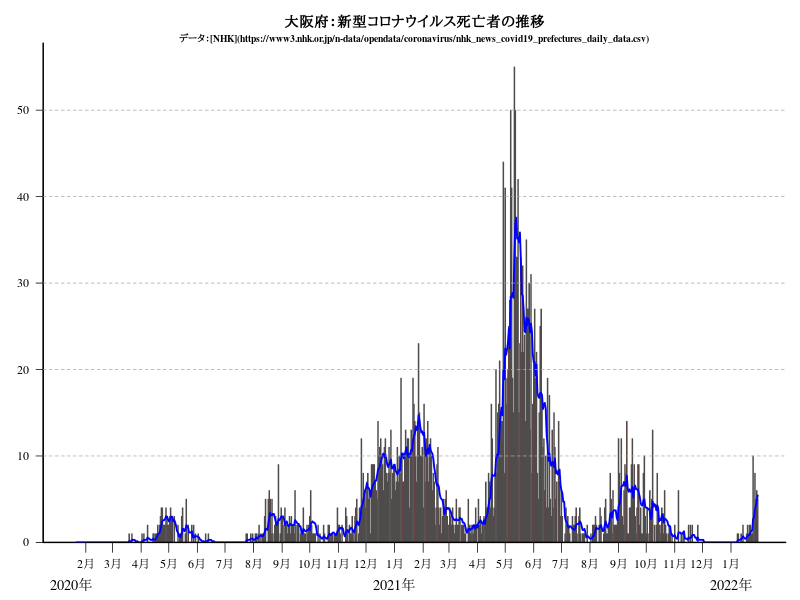 大阪府：新型コロナウイルス死亡者の推移
データ：[NHK](https://www3.nhk.or.jp/n-data/opendata/coronavirus/nhk_news_covid19_prefectures_daily_data.csv)
50
40
30
20
10
0
2月 3月 4月 5月 6月 7月 8月 9月 10月 11月 12月 1月 2月 3月 4月 5月 6月 7月 8月 9月 10月 11月 12月 1月
2020年 2021年 2022年